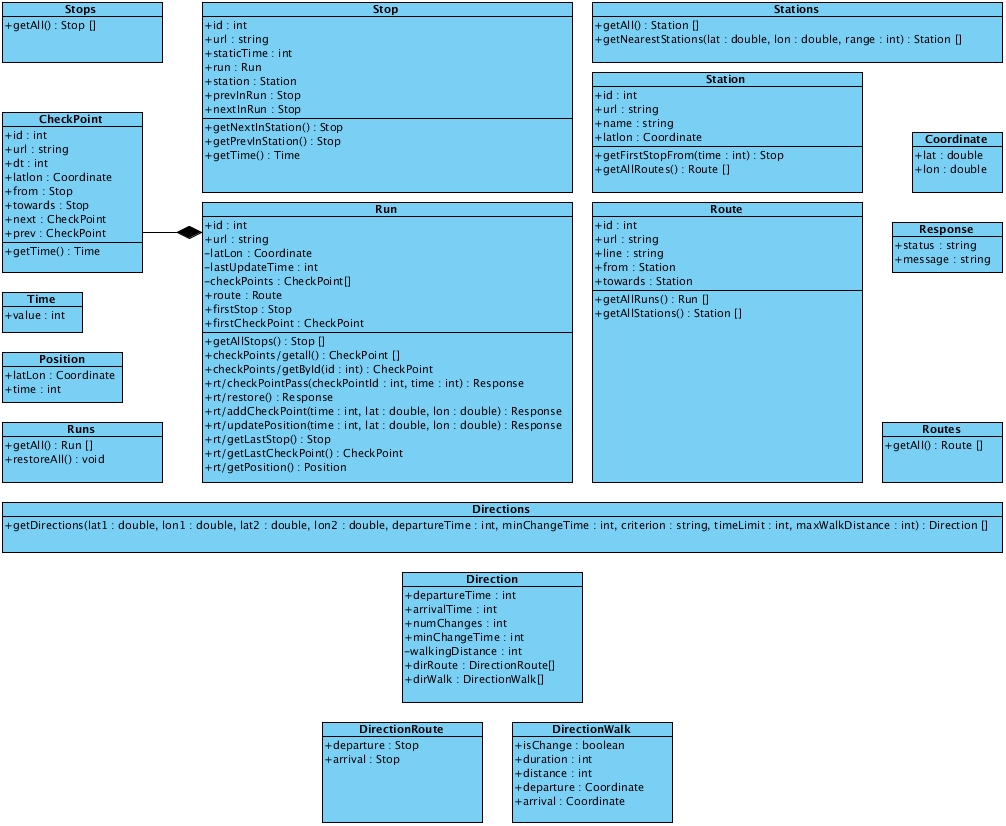 Stops
+getAll() : Stop []
Stop
+id : int
+url : string
+staticTime : int
+run : Run
+station : Station
+prevInRun : Stop
+nextInRun : Stop
+getNextInStation() : Stop
+getPrevInStation() : Stop
+getTime() : Time
Stations
+getAll() : Station []
+getNearestStations(lat : double, lon : double, range : int) : Station []
Station
+id : int
+url : string
+name : string
+latlon : Coordinate
+getFirstStopFrom(time : int) : Stop
+getAllRoutes() : Route []
Coordinate
+lat : double
+lon : double
CheckPoint
+id : int
+url : string
+dt : int
+latlon : Coordinate
+from : Stop
+towards : Stop
+next : CheckPoint
+prev : CheckPoint
+getTime() : Time
Run
+id : int
+url : string
-latLon : Coordinate
-lastUpdateTime : int
-checkPoints : CheckPoint[]
+route : Route
+firstStop : Stop
+firstCheckPoint : CheckPoint
+getAllStops() : Stop []
+checkPoints/getall() : CheckPoint []
+checkPoints/getById(id : int) : CheckPoint
+rt/checkPointPass(checkPointId : int, time : int) : Response
+rt/restore() : Response
+rt/addCheckPoint(time : int, lat : double, lon : double) : Response
+rt/updatePosition(time : int, lat : double, lon : double) : Response
+rt/getLastStop() : Stop
+rt/getLastCheckPoint() : CheckPoint
+rt/getPosition() : Position
Route
+id : int
+url : string
+line : string
+from : Station
+towards : Station
+getAllRuns() : Run []
+getAllStations() : Station []
Response
+status : string
+message : string
Time
+value : int
Position
+latLon : Coordinate
+time : int
Runs
+getAll() : Run []
+restoreAll() : void
Routes
+getAll() : Route []
Directions
+getDirections(lat1 : double, lon1 : double, lat2 : double, lon2 : double, departureTime : int, minChangeTime : int, criterion : string, timeLimit : int, maxWalkDistance : int) : Direction []
Direction
+departureTime : int
+arrivalTime : int
+numChanges : int
+minChangeTime : int
-walkingDistance : int
+dirRoute : DirectionRoute[]
+dirWalk : DirectionWalk[]
DirectionRoute
+departure : Stop
+arrival : Stop
DirectionWalk
+isChange : boolean
+duration : int
+distance : int
+departure : Coordinate
+arrival : Coordinate